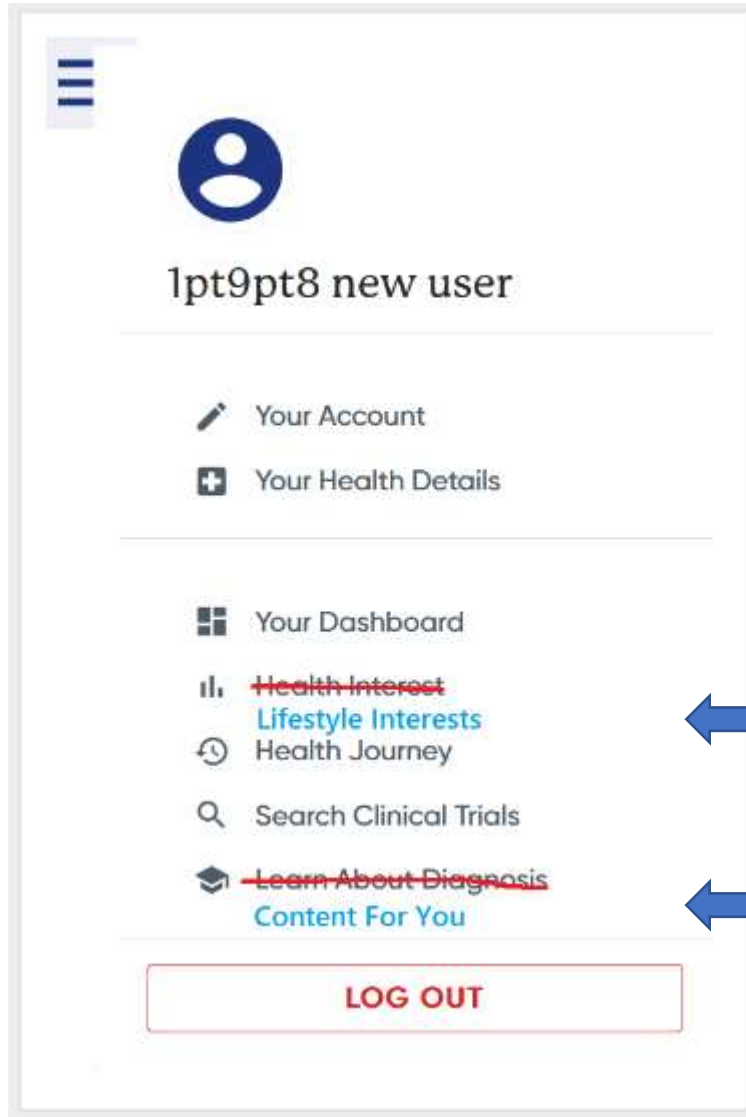 1pt9pt8 new user
Your Account
Your Health Details
Your Dashboard
Health Interest
Lifestyle Interests
Health Journey
Search Clinical Trials
Learn About Diagnosis
Content For You
LOG OUT